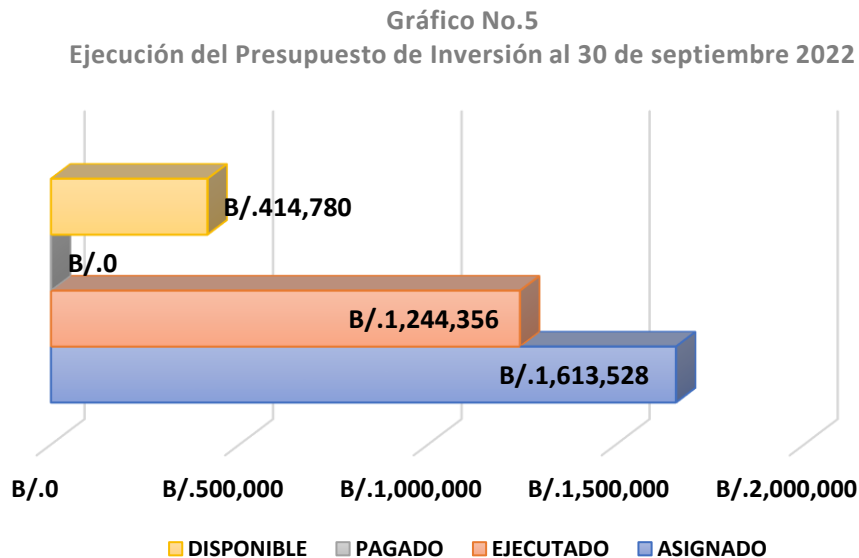 Gráfico No.5
Ejecución del Presupuesto de Inversión al 30 de septiembre 2022
B/.414,780
B/.0
B/.1,244,356
B/.1,613,528
B/.0 B/.500,000 B/.1,000,000 B/.1,500,000 B/.2,000,000
DISPONIBLE PAGADO EJECUTADO ASIGNADO